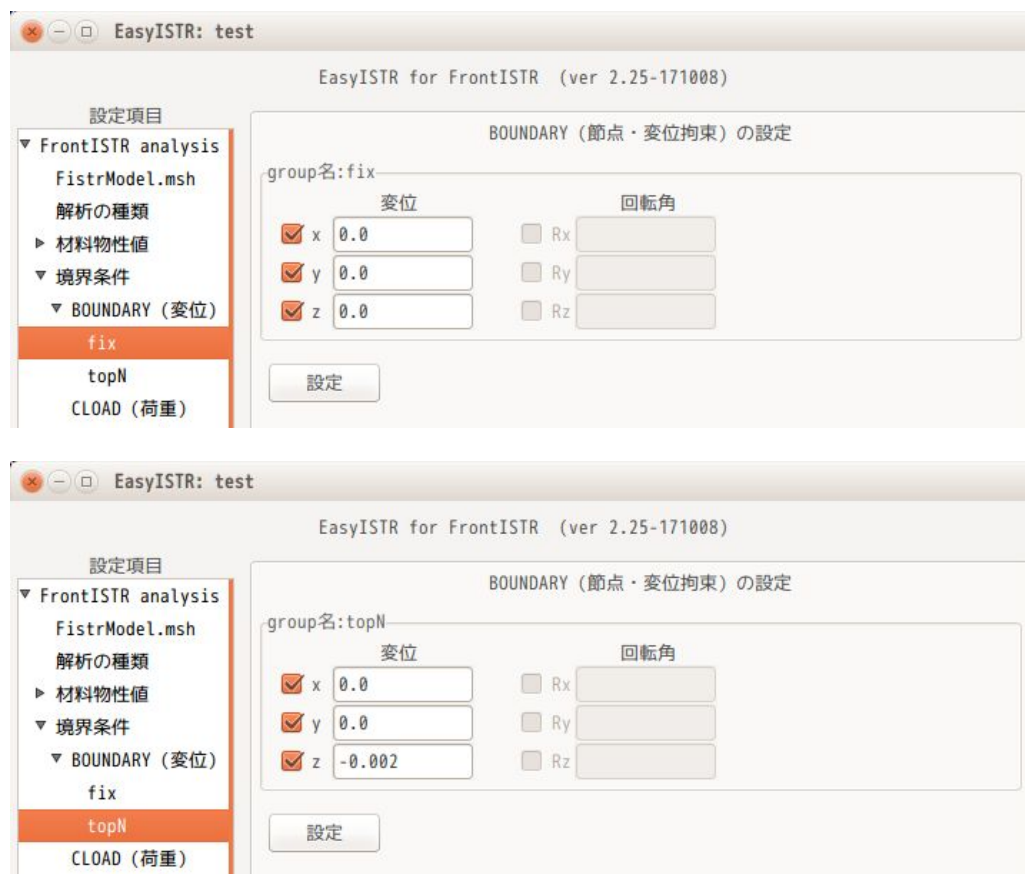 EasyISTR: test
EasyISTR for FrontISTR (ver 2.25-171008)
設定項目
FrontISTR analysis
FistrModel.msh
解析の種類
材料物性値
境界条件
BOUNDARY (変位)
fix
topN
CLOAD (荷重)
BOUNDARY (節点・変位拘束) の設定
group名:fix
変位 回転角
x 0.0 Rx
y 0.0 Ry
z 0.0 Rz
設定
EasyISTR: test
EasyISTR for FrontISTR (ver 2.25-171008)
設定項目
FrontISTR analysis
FistrModel.msh
解析の種類
材料物性値
境界条件
BOUNDARY (変位)
fix
topN
CLOAD (荷重)
BOUNDARY (節点・変位拘束) の設定
group名:topN
変位 回転角
x 0.0 Rx
y 0.0 Ry
z -0.002 Rz
設定